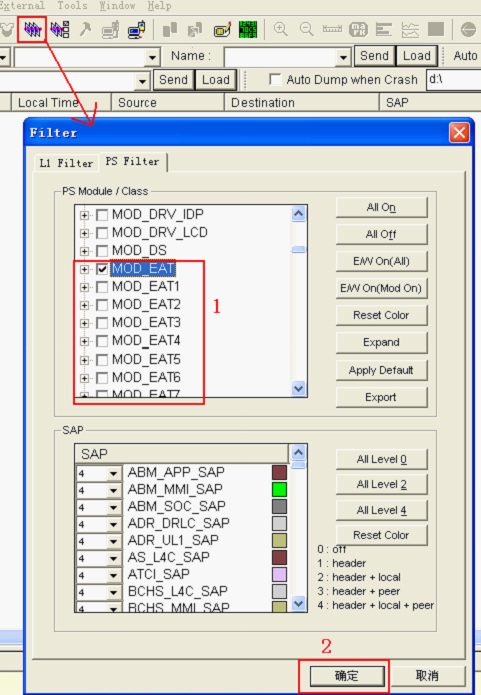 External Tools Window Help
Name : Send Load Auto
Send Load Auto Dump when Crash d:\
Local Time Source Destination SAP
Filter
L1 Filter PS Filter
PS Module / Class
MOD_DRV_IDP
MOD_DRV_LCD
MOD_DS
MOD_EAT
MOD_EAT1
MOD_EAT2
MOD_EAT3
MOD_EAT4
MOD_EAT5
MOD_EAT6
MOD_EAT7
1
All On
All Off
E/W On(All)
E/W On(Mod On)
Reset Color
Expand
Apply Default
Export
SAP
SAP
4 ABM_APP_SAP
4 ABM_MMI_SAP
4 ABM_SOC_SAP
4 ADR_DRLC_SAP
4 ADR_UL1_SAP
4 AS_L4C_SAP
4 ATCI_SAP
4 BCHS_L4C_SAP
4 BCHS_MMI_SAP
All Level 0
All Level 2
All Level 4
Reset Color
0 : off
1 : header
2 : header + local
3 : header + peer
4 : header + local + peer
2
确定 取消